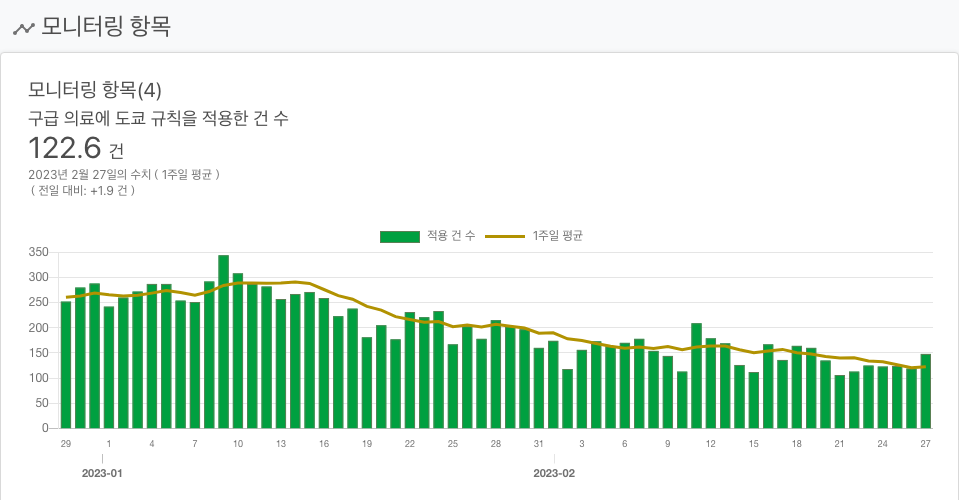 모니터링 항목
모니터링 항목(4)
구급 의료에 도쿄 규칙을 적용한 건 수
122.6 건
2023년 2월 27일의 수치 ( 1주일 평균 )
( 전일 대비: +1.9 건 )
적용 건 수 1주일 평균
350
300
250
200
150
100
50
0
29 1 4 7 10 13 16 19 22 25 28 31 3 6 9 12 15 18 21 24 27
2023-01 2023-02